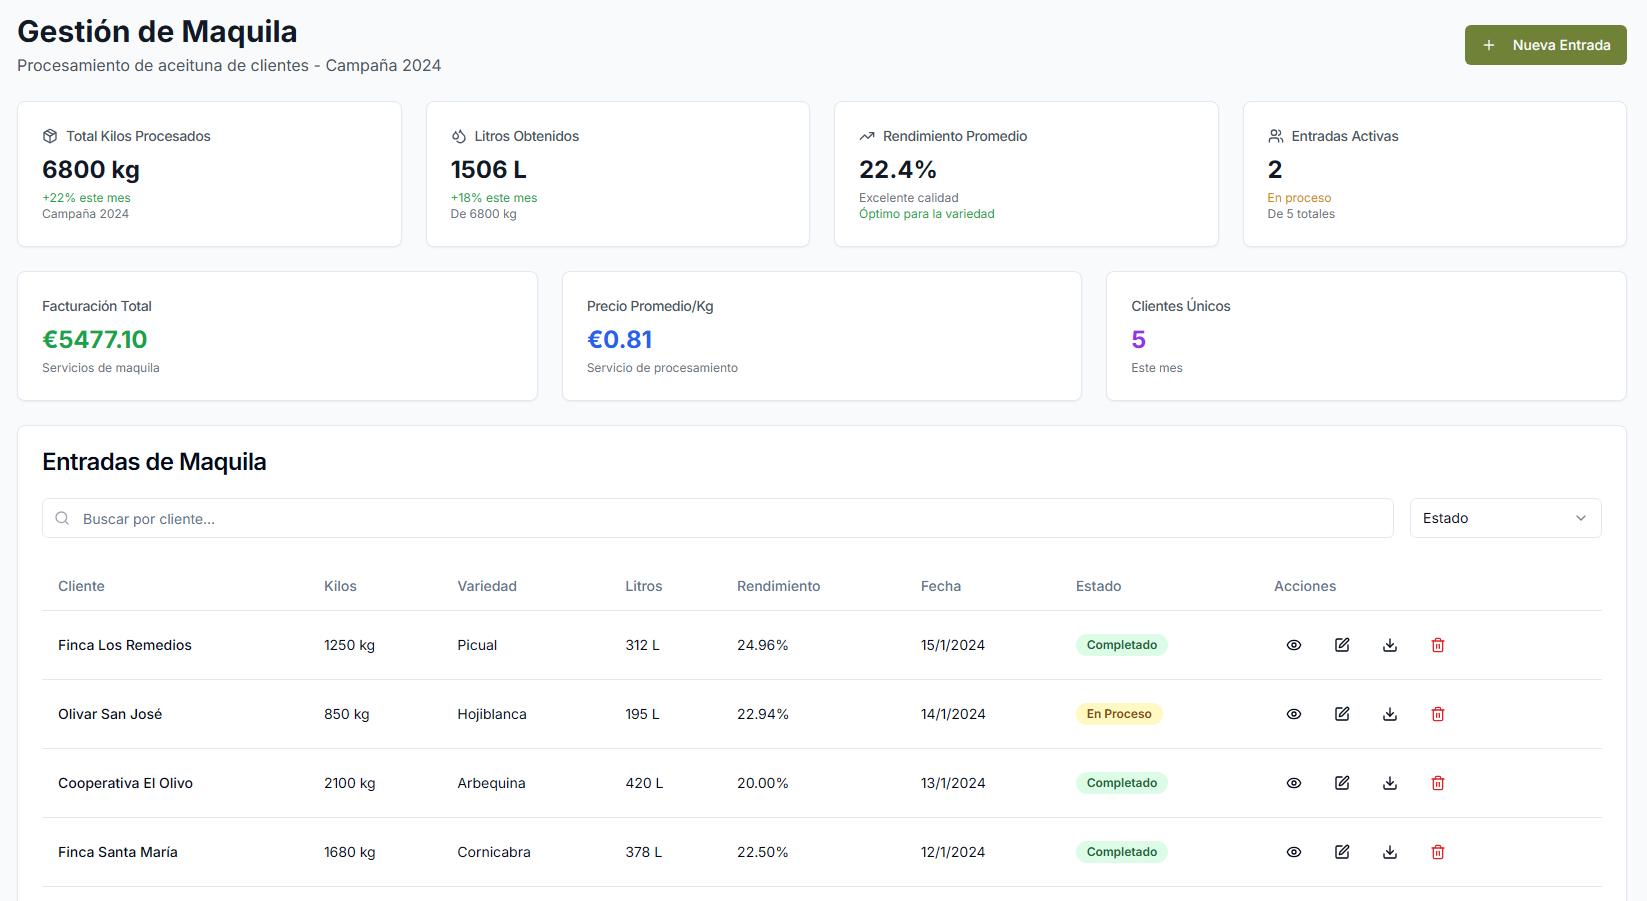 Gestión de Maquila
Procesamiento de aceituna de clientes - Campaña 2024
Nueva Entrada
Total Kilos Procesados
6800 kg
+22% este mes
Campaña 2024
Litros Obtenidos
1506 L
+18% este mes
De 6800 kg
Rendimiento Promedio
22.4%
Excelente calidad
Óptimo para la variedad
Entradas Activas
2
En proceso
De 5 totales
Facturación Total
€5477.10
Servicios de maquila
Precio Promedio/Kg
€0.81
Servicio de procesamiento
Clientes Únicos
5
Este mes
Entradas de Maquila
Buscar por cliente...
Estado
Cliente Kilos Variedad Litros Rendimiento Fecha Estado Acciones
Finca Los Remedios 1250 kg Picual 312 L 24.96% 15/1/2024 Completado
Olivar San José 850 kg Hojiblanca 195 L 22.94% 14/1/2024 En Proceso
Cooperativa El Olivo 2100 kg Arbequina 420 L 20.00% 13/1/2024 Completado
Finca Santa María 1680 kg Cornicabra 378 L 22.50% 12/1/2024 Completado